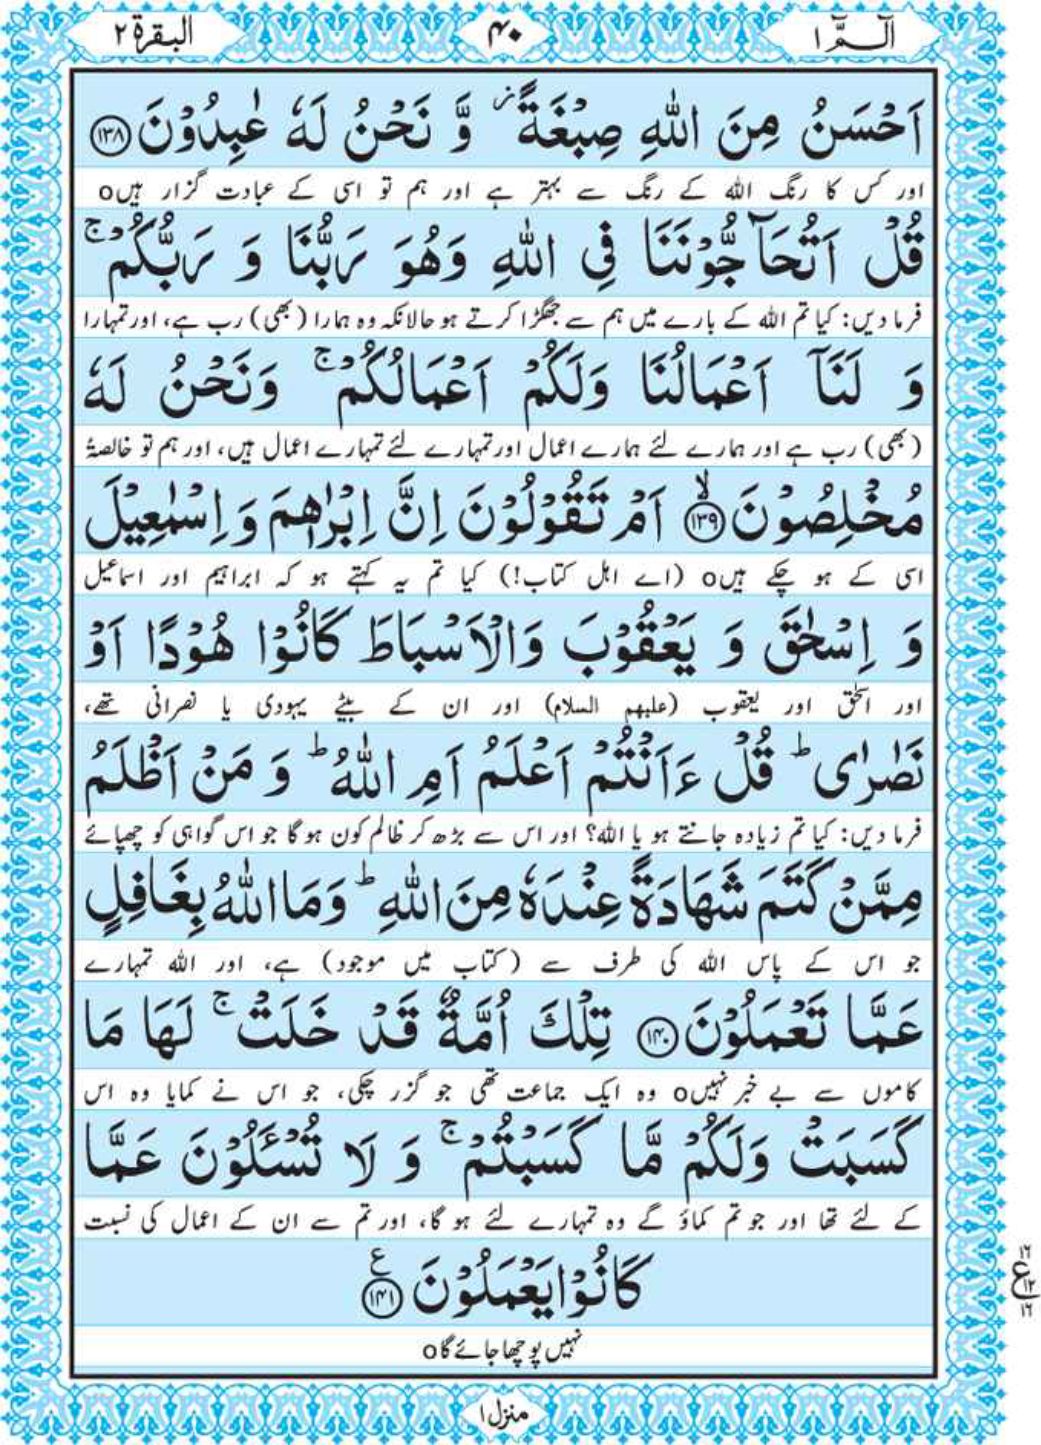 الٓـمّٓ ۱
۴۰
البقرة ۲
اَحْسَنُ مِنَ اللّٰهِ صِبْغَةً ؗ وَّ نَحْنُ لَهٗ عٰبِدُوْنَ ﴿۱۳۸﴾
اور کس کا رنگ اللہ کے رنگ سے بہتر ہے اور ہم تو اسی کے عبادت گزار ہیںo
قُلْ اَتُحَآجُّوْنَنَا فِی اللّٰهِ وَهُوَ رَبُّنَا وَ رَبُّكُمْ ۚ
فرما دیں: کیا تم اللہ کے بارے میں ہم سے جھگڑا کرتے ہو حالانکہ وہ ہمارا (بھی) رب ہے، اور تمہارا
وَ لَنَاۤ اَعْمَالُنَا وَلَكُمْ اَعْمَالُكُمْ ۚ وَنَحْنُ لَهٗ
(بھی) رب ہے اور ہمارے لئے ہمارے اعمال اور تمہارے لئے تمہارے اعمال ہیں، اور ہم تو خالصۃً
مُخْلِصُوْنَ ﴿۱۳۹﴾ ۙ اَمْ تَقُوْلُوْنَ اِنَّ اِبْرٰهٖمَ وَ اِسْمٰعِیْلَ
اسی کے ہو چکے ہیںo (اے اہل کتاب!) کیا تم یہ کہتے ہو کہ ابراہیم اور اسماعیل
وَ اِسْحٰقَ وَ یَعْقُوْبَ وَالْاَسْبَاطَ كَانُوْا هُوْدًا اَوْ
اور اسحٰق اور یعقوب (علیہم السلام) اور ان کے بیٹے یہودی یا نصرانی تھے،
نَصٰرٰی ؕ قُلْ ءَاَنْتُمْ اَعْلَمُ اَمِ اللّٰهُ ؕ وَ مَنْ اَظْلَمُ
فرما دیں: کیا تم زیادہ جانتے ہو یا اللہ؟ اور اس سے بڑھ کر ظالم کون ہو گا جو اس گواہی کو چھپائے
مِمَّنْ كَتَمَ شَهَادَةً عِنْدَهٗ مِنَ اللّٰهِ ؕ وَمَا اللّٰهُ بِغَافِلٍ
جو اس کے پاس اللہ کی طرف سے (کتاب میں موجود) ہے، اور اللہ تمہارے
عَمَّا تَعْمَلُوْنَ ﴿۱۴۰﴾ تِلْكَ اُمَّةٌ قَدْ خَلَتْ ۚ لَهَا مَا
کاموں سے بے خبر نہیںo وہ ایک جماعت تھی جو گزر چکی، جو اس نے کمایا وہ اس
كَسَبَتْ وَلَكُمْ مَّا كَسَبْتُمْ ۚ وَ لَا تُسْـَٔلُوْنَ عَمَّا
کے لئے تھا اور جو تم کماؤ گے وہ تمہارے لئے ہو گا، اور تم سے ان کے اعمال کی نسبت
كَانُوْا یَعْمَلُوْنَ ﴿۱۴۱﴾ ع
نہیں پوچھا جائے گاo
۱۶
ع
۱۲
۱۶
منزل ۱